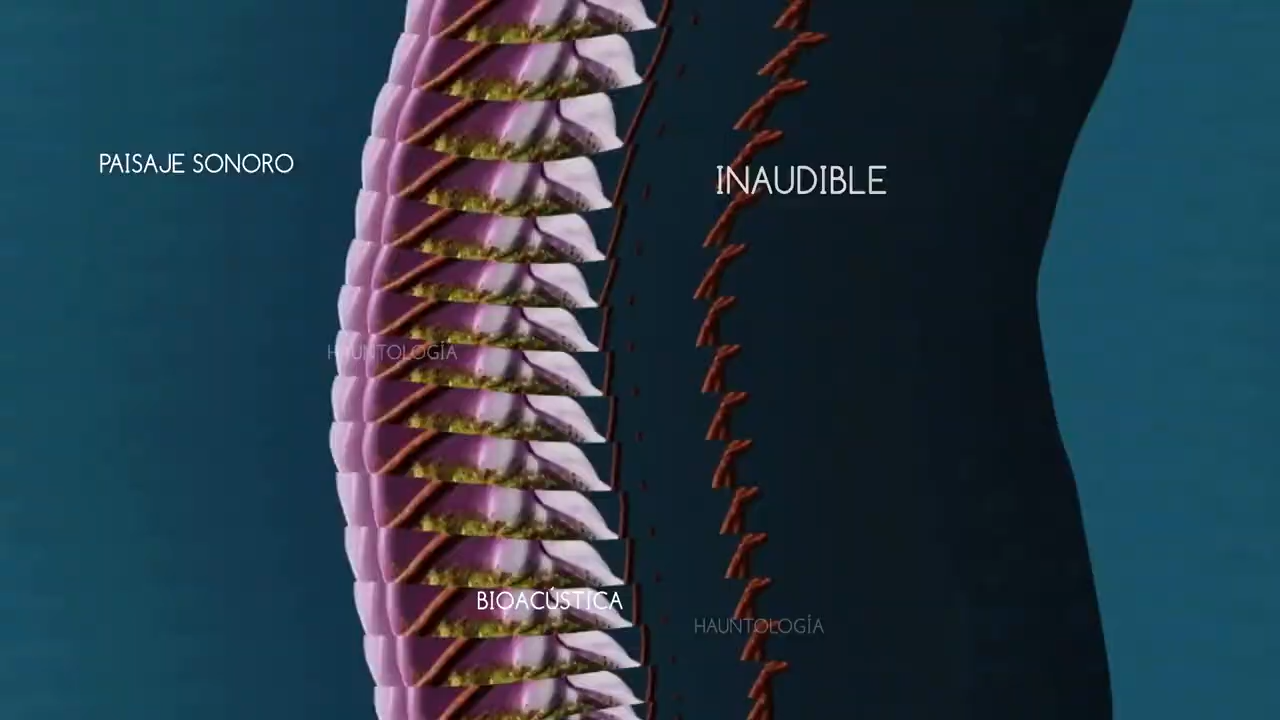 PAISAJE SONORO
INAUDIBLE
HAUNTOLOGÍA
BIOACÚSTICA
HAUNTOLOGÍA